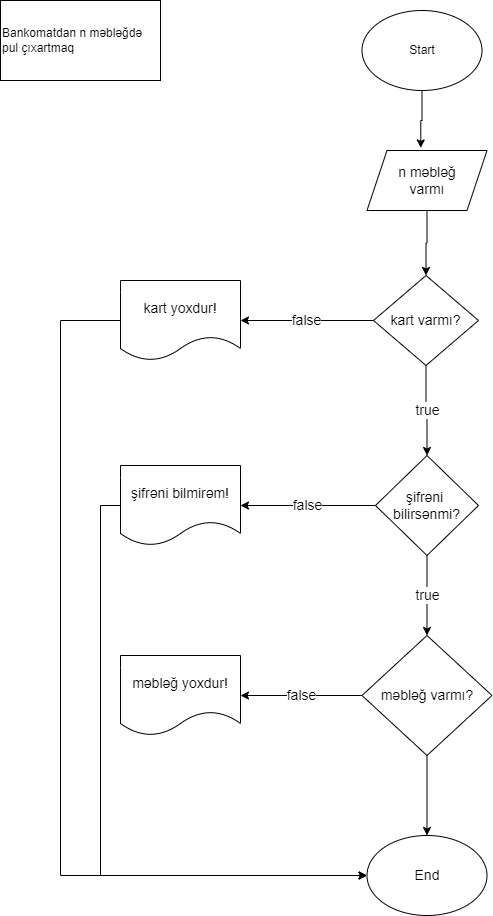 Bankomatdan n məbləğdə
pul çıxartmaq
Start
n məbləğ
varmı
kart varmı?
false
kart yoxdur!
true
şifrəni
bilirsənmi?
false
şifrəni bilmirəm!
true
məbləğ varmı?
false
məbləğ yoxdur!
End